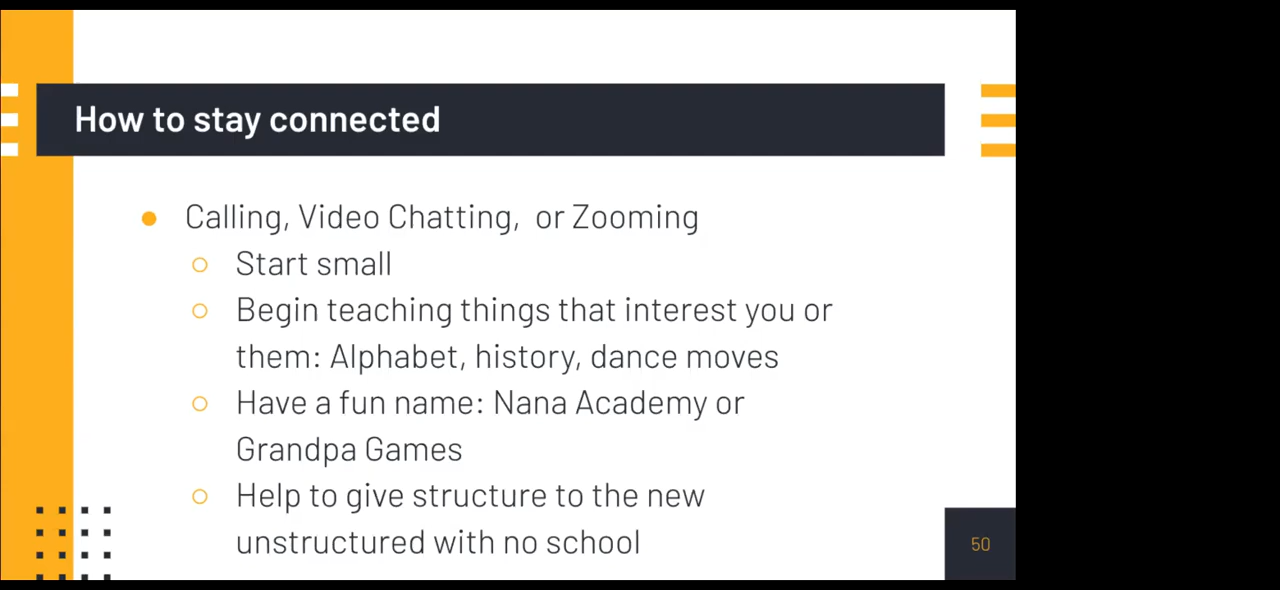 How to stay connected
Calling, Video Chatting, or Zooming
Start small
Begin teaching things that interest you or
them: Alphabet, history, dance moves
Have a fun name: Nana Academy or
Grandpa Games
Help to give structure to the new
unstructured with no school
50